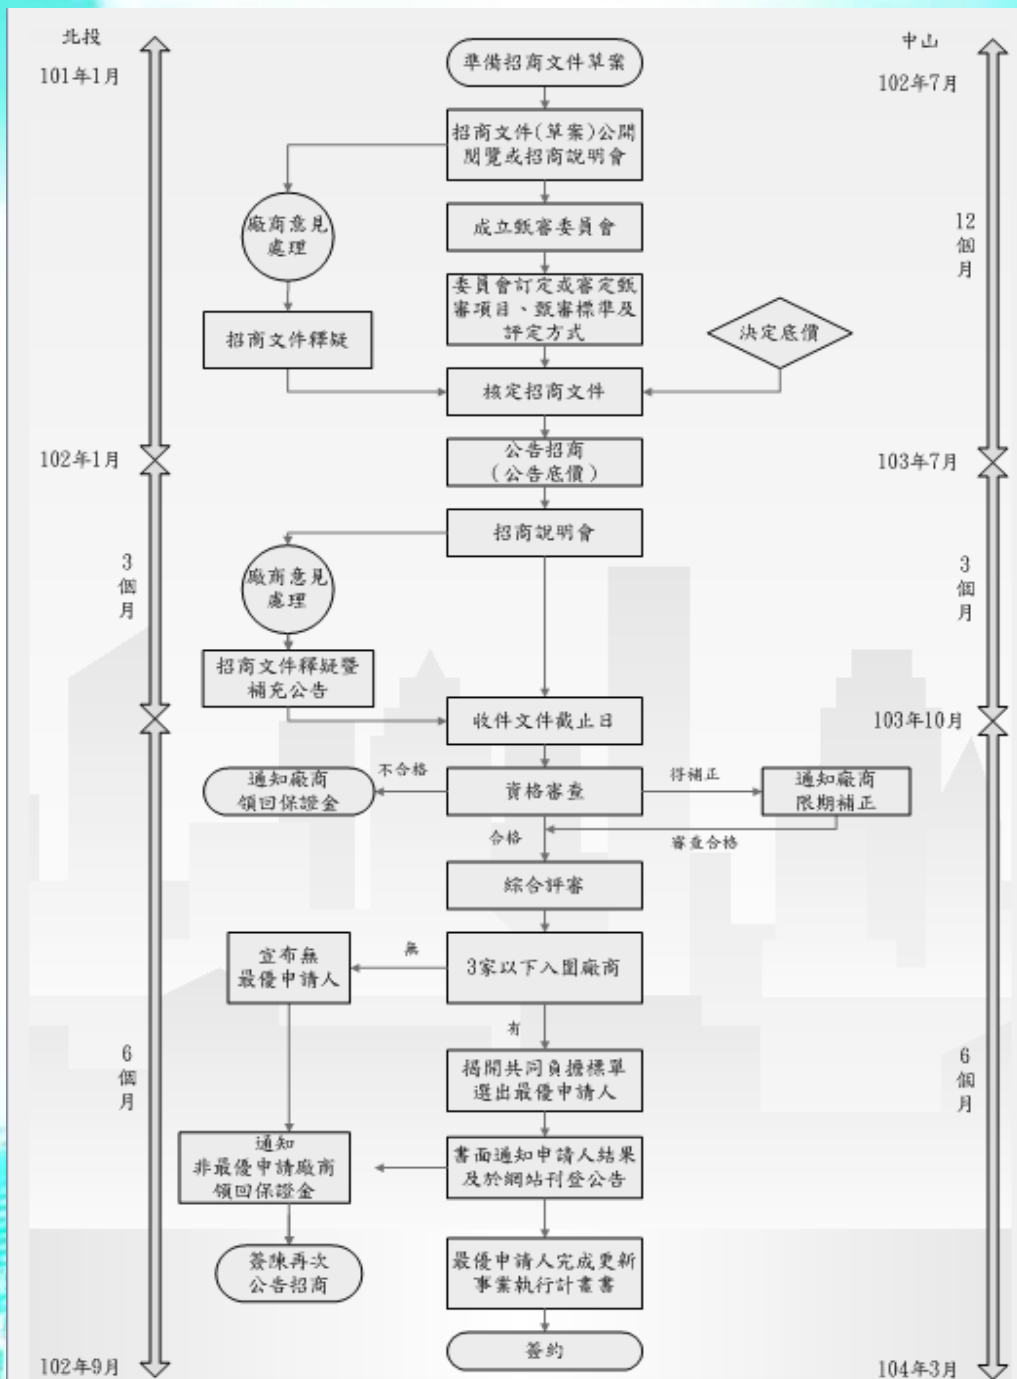 北投
中山
101年1月
102年7月
準備招商文件草案
招商文件(草案)公開
閱覽或招商說明會
廠商意見
處理
成立甄審委員會
12
個
月
委員會訂定或審定甄
審項目、甄審標準及
評定方式
招商文件釋疑
決定底價
核定招商文件
102年1月
103年7月
公告招商
(公告底價)
招商說明會
3
個
月
廠商意見
處理
3
個
月
招商文件釋疑暨
補充公告
收件文件截止日
103年10月
不合格
得補正
通知廠商
領回保證金
資格審查
通知廠商
限期補正
合格
審查合格
綜合評審
宣布無
最優申請人
無
3家以下入圍廠商
有
6
個
月
揭開共同負擔標單
選出最優申請人
6
個
月
通知
非最優申請廠商
領回保證金
書面通知申請人結果
及於網站刊登公告
簽陳再次
公告招商
最優申請人完成更新
事業執行計畫書
簽約
102年9月
104年3月